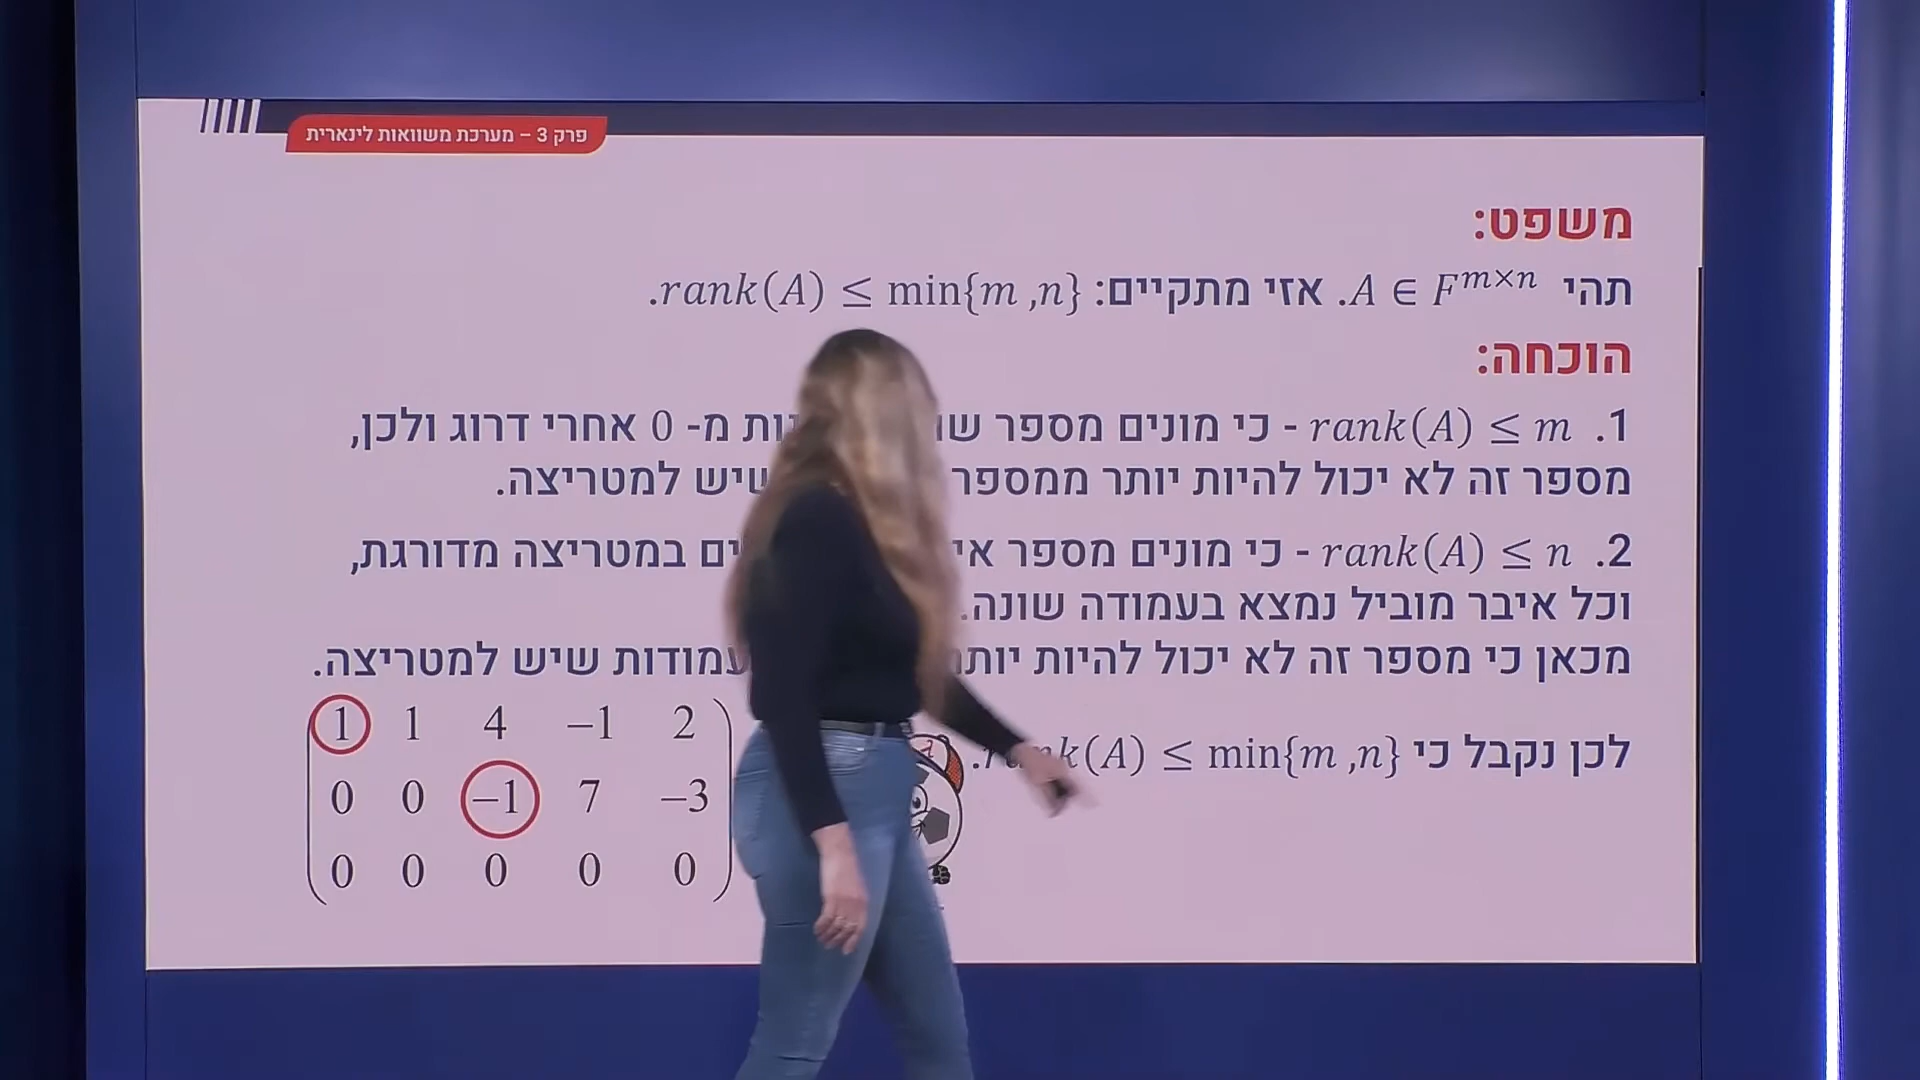 פרק 3 – מערכת משוואות לינארית
משפט:
תהי A ∈ F^{m×n}. אזי מתקיים: rank(A) ≤ min{m ,n}.
הוכחה:
1. rank(A) ≤ m - כי מונים מספר מ- 0 אחרי דרוג ולכן,
מספר זה לא יכול להיות יותר ממספר שיש למטריצה.
2. rank(A) ≤ n - כי מונים מספר במטריצה מדורגת,
וכל איבר מוביל נמצא בעמודה שונה.
מכאן כי מספר זה לא יכול להיות עמודות שיש למטריצה.
לכן נקבל כי rank(A) ≤ min{m ,n}.
1 1 4 −1 2
0 0 −1 7 −3
0 0 0 0 0